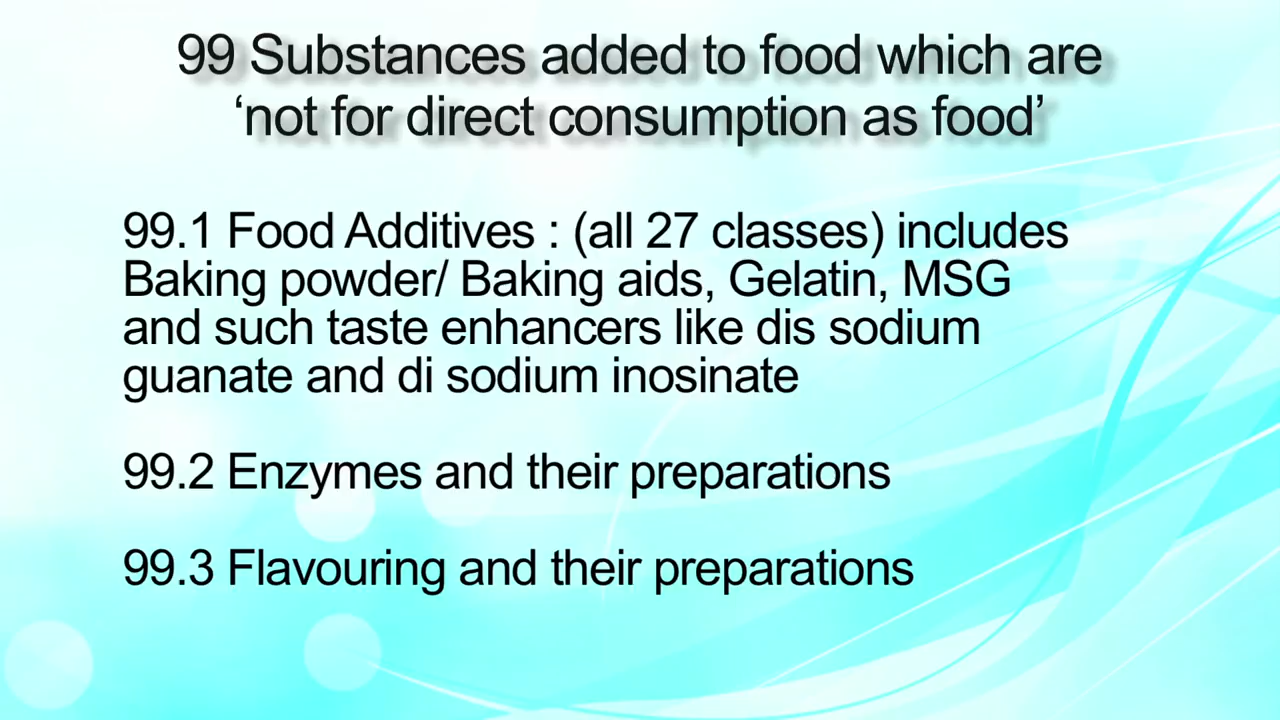 99 Substances added to food which are
‘not for direct consumption as food’
99.1 Food Additives : (all 27 classes) includes
Baking powder/ Baking aids, Gelatin, MSG
and such taste enhancers like dis sodium
guanate and di sodium inosinate
99.2 Enzymes and their preparations
99.3 Flavouring and their preparations